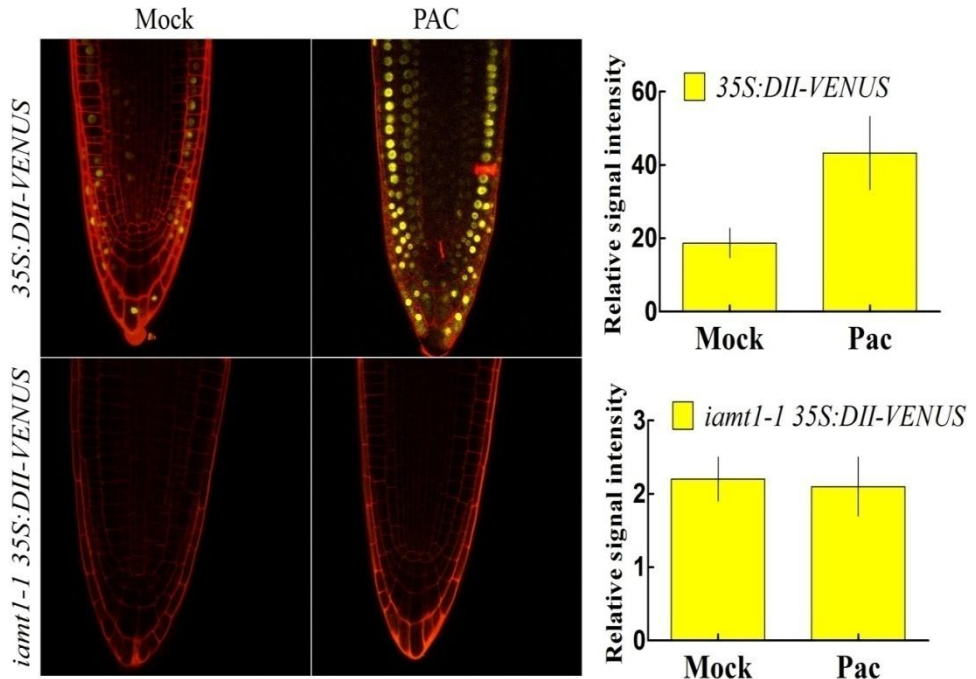 Mock
PAC
35S:DII-VENUS
iamt1-1 35S:DII-VENUS
Relative signal intensity
60
40
20
0
35S:DII-VENUS
Mock
Pac
Relative signal intensity
3
2
1
0
iamt1-1 35S:DII-VENUS
Mock
Pac